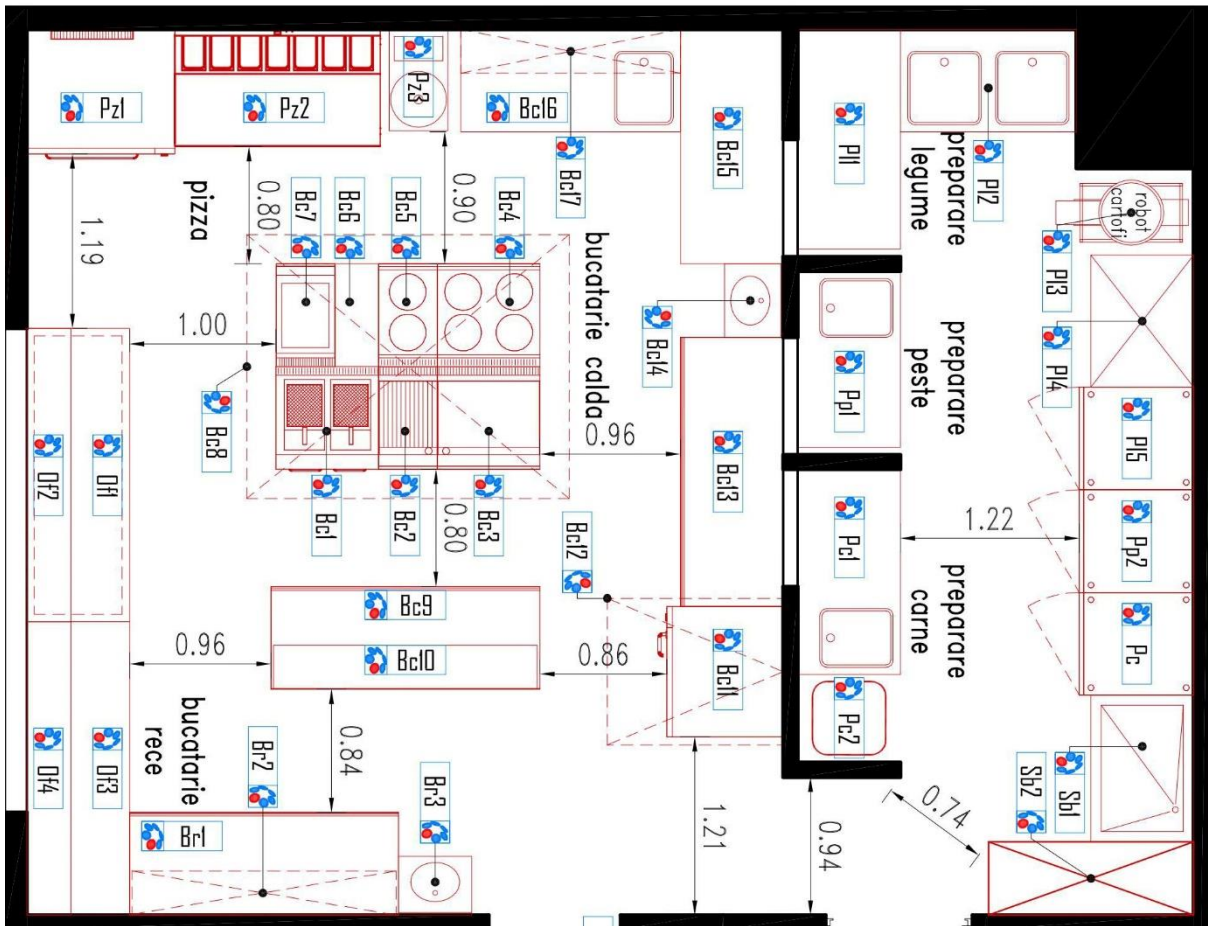 Pz1
Pz2
Pz3
Bc16
Bc17
Bc15
Pl1
Pl2
preparare
legume
robot
cartofi
Pl3
Pl4
pizza
1.19
0.80
0.90
Bc7
Bc6
Bc5
Bc4
bucatarie calda
1.00
Bc8
Bc14
preparare
peste
Pp1
Of2
Of1
0.96
Bc13
Pl5
Bc1
Bc2
Bc3
0.80
Bc12
Pc1
1.22
Pp2
preparare
carne
Bc9
Bc10
0.96
0.86
Bc11
Pc
Pc2
bucatarie
rece
Br2
0.84
Of4
Of3
Br1
Br3
1.21
0.94
0.74
Sb2
Sb1